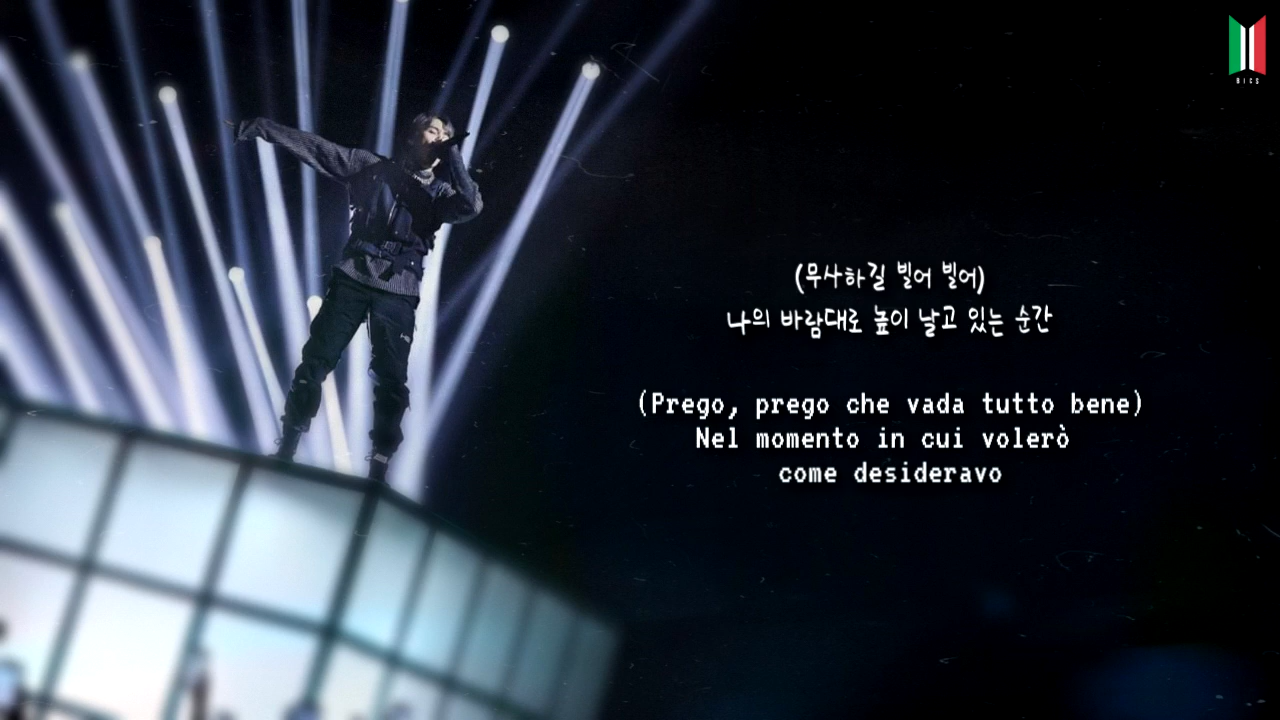 BICS
(무사하길 빌어 빌어)
나의 바람대로 높이 날고 있는 순간
(Prego, prego che vada tutto bene)
Nel momento in cui volerò
come desideravo